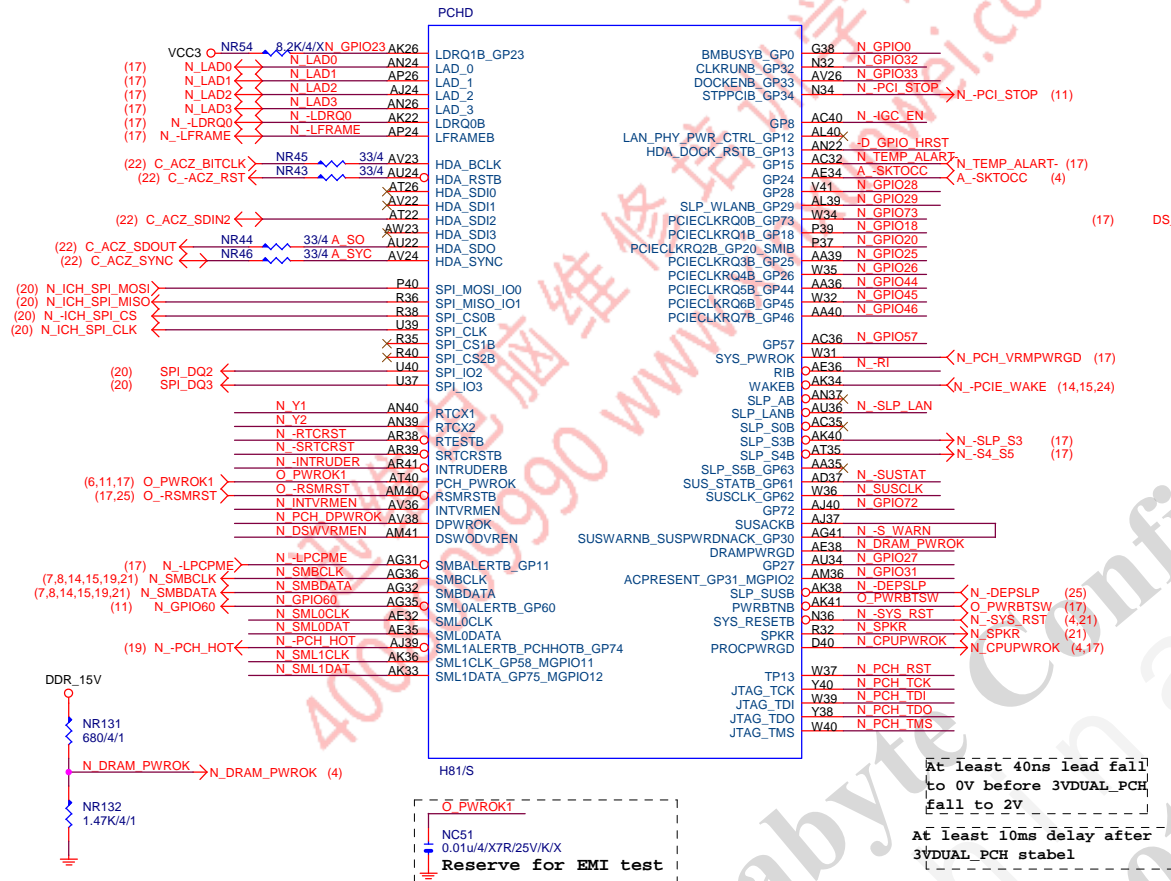 PCHD
VCC3 NR54 8.2K/4/X N_GPIO23 AK26 LDRQ1B_GP23
(17) N_LAD0 N_LAD0 AN24 LAD_0
(17) N_LAD1 N_LAD1 AP26 LAD_1
(17) N_LAD2 N_LAD2 AJ24 LAD_2
(17) N_LAD3 N_LAD3 AN26 LAD_3
(17) N_-LDRQ0 N_-LDRQ0 AK22 LDRQ0B
(17) N_-LFRAME N_-LFRAME AP24 LFRAMEB
(22) C_ACZ_BITCLK NR45 33/4 AV23 HDA_BCLK
(22) C_-ACZ_RST NR43 33/4 AU24 HDA_RSTB
AT26 HDA_SDI0
AV22 HDA_SDI1
(22) C_ACZ_SDIN2 AT22 HDA_SDI2
AW23 HDA_SDI3
(22) C_ACZ_SDOUT NR44 33/4 A_SO AU22 HDA_SDO
(22) C_ACZ_SYNC NR46 33/4 A_SYC AV24 HDA_SYNC
(20) N_ICH_SPI_MOSI P40 SPI_MOSI_IO0
(20) N_ICH_SPI_MISO R36 SPI_MISO_IO1
(20) N_-ICH_SPI_CS R38 SPI_CS0B
(20) N_ICH_SPI_CLK U39 SPI_CLK
R35 SPI_CS1B
R40 SPI_CS2B
(20) SPI_DQ2 U40 SPI_IO2
(20) SPI_DQ3 U37 SPI_IO3
N_Y1 AN40 RTCX1
N_Y2 AN39 RTCX2
N_-RTCRST AR38 RTESTB
N_-SRTCRST AR39 SRTCRSTB
N_-INTRUDER AR41 INTRUDERB
(6,11,17) O_PWROK1 O_PWROK1 AT40 PCH_PWROK
(17,25) O_-RSMRST O_-RSMRST AM40 RSMRSTB
N_INTVRMEN AV36 INTVRMEN
N_PCH_DPWROK AV38 DPWROK
N_DSWVRMEN AM41 DSWODVREN
(17) N_-LPCPME N_-LPCPME AG31 SMBALERTB_GP11
(7,8,14,15,19,21) N_SMBCLK N_SMBCLK AG36 SMBCLK
(7,8,14,15,19,21) N_SMBDATA N_SMBDATA AG32 SMBDATA
(11) N_GPIO60 N_GPIO60 AG35 SML0ALERTB_GP60
N_SML0CLK AE32 SML0CLK
N_SML0DAT AE35 SML0DATA
(19) N_-PCH_HOT N_-PCH_HOT AJ39 SML1ALERTB_PCHHOTB_GP74
N_SML1CLK AK36 SML1CLK_GP58_MGPIO11
N_SML1DAT AK33 SML1DATA_GP75_MGPIO12
BMBUSYB_GP0 G38 N_GPIO0
CLKRUNB_GP32 N32 N_GPIO32
DOCKENB_GP33 AV26 N_GPIO33
STPPCIB_GP34 N34 N_-PCI_STOP N_-PCI_STOP (11)
GP8 AC40 N_-IGC_EN
LAN_PHY_PWR_CTRL_GP12 AL40
HDA_DOCK_RSTB_GP13 AN22 -D_GPIO_HRST
GP15 AC32 N_TEMP_ALART N_TEMP_ALART- (17)
GP24 AE34 A_-SKTOCC A_-SKTOCC (4)
GP28 V41 N_GPIO28
SLP_WLANB_GP29 AL39 N_GPIO29
PCIECLKRQ0B_GP73 W34 N_GPIO73 (17) DS
PCIECLKRQ1B_GP18 P39 N_GPIO18
PCIECLKRQ2B_GP20_SMIB P37 N_GPIO20
PCIECLKRQ3B_GP25 AA39 N_GPIO25
PCIECLKRQ4B_GP26 W35 N_GPIO26
PCIECLKRQ5B_GP44 AA36 N_GPIO44
PCIECLKRQ6B_GP45 W32 N_GPIO45
PCIECLKRQ7B_GP46 AA40 N_GPIO46
GP57 AC36 N_GPIO57
SYS_PWROK W31 N_PCH_VRMPWRGD (17)
RIB AE36 N_-RI
WAKEB AK34 N_-PCIE_WAKE (14,15,24)
SLP_AB AN37
SLP_LANB AU36 N_-SLP_LAN
SLP_S0B AC35
SLP_S3B AK40 N_-SLP_S3 (17)
SLP_S4B AT35 N_-S4_S5 (17)
SLP_S5B_GP63 AA35
SUS_STATB_GP61 AD37 N_-SUSTAT
SUSCLK_GP62 W36 N_SUSCLK
GP72 AJ40 N_GPIO72
SUSACKB AJ37
SUSWARNB_SUSPWRDNACK_GP30 AG41 N_-S_WARN
DRAMPWRGD AE38 N_DRAM_PWROK
GP27 AU34 N_GPIO27
ACPRESENT_GP31_MGPIO2 AM36 N_GPIO31
SLP_SUSB AK38 N_-DEPSLP N_-DEPSLP (25)
PWRBTNB AK41 O_PWRBTSW O_PWRBTSW (17)
SYS_RESETB N36 N_-SYS_RST N_-SYS_RST (4,21)
SPKR R32 N_SPKR N_SPKR (21)
PROCPWRGD D40 N_CPUPWROK N_CPUPWROK (4,17)
TP13 W37 N_PCH_RST
JTAG_TCK Y40 N_PCH_TCK
JTAG_TDI W39 N_PCH_TDI
JTAG_TDO Y38 N_PCH_TDO
JTAG_TMS W40 N_PCH_TMS
H81/S
DDR_15V
NR131
680/4/1
N_DRAM_PWROK N_DRAM_PWROK (4)
NR132
1.47K/4/1
O_PWROK1
NC51
0.01u/4/X7R/25V/K/X
Reserve for EMI test
At least 40ns lead fall
to 0V before 3VDUAL_PCH
fall to 2V
At least 10ms delay after
3VDUAL_PCH stabel